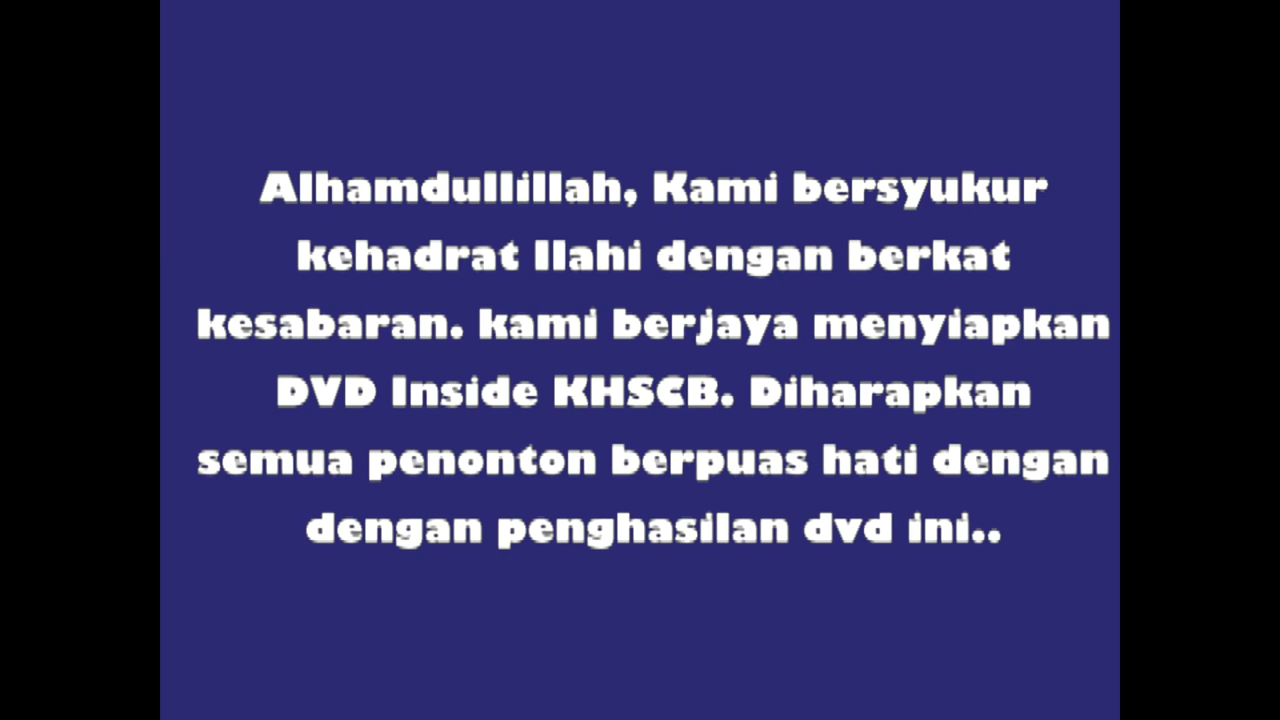 Alhamdullillah, Kami bersyukur
kehadrat Ilahi dengan berkat
kesabaran. kami berjaya menyiapkan
DVD Inside KHSCB. Diharapkan
semua penonton berpuas hati dengan
dengan penghasilan dvd ini..